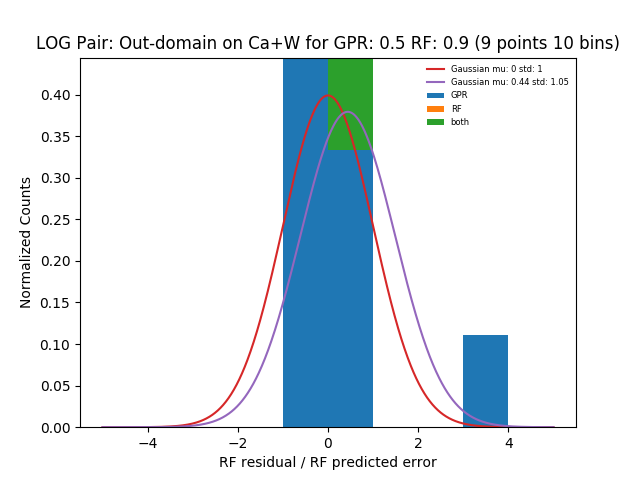 LOG Pair: Out-domain on Ca+W for GPR: 0.5 RF: 0.9 (9 points 10 bins)
Gaussian mu: 0 std: 1
Gaussian mu: 0.44 std: 1.05
GPR
RF
both
0.40
0.35
0.30
0.25
0.20
0.15
0.10
0.05
0.00
Normalized Counts
−4
−2
0
2
4
RF residual / RF predicted error